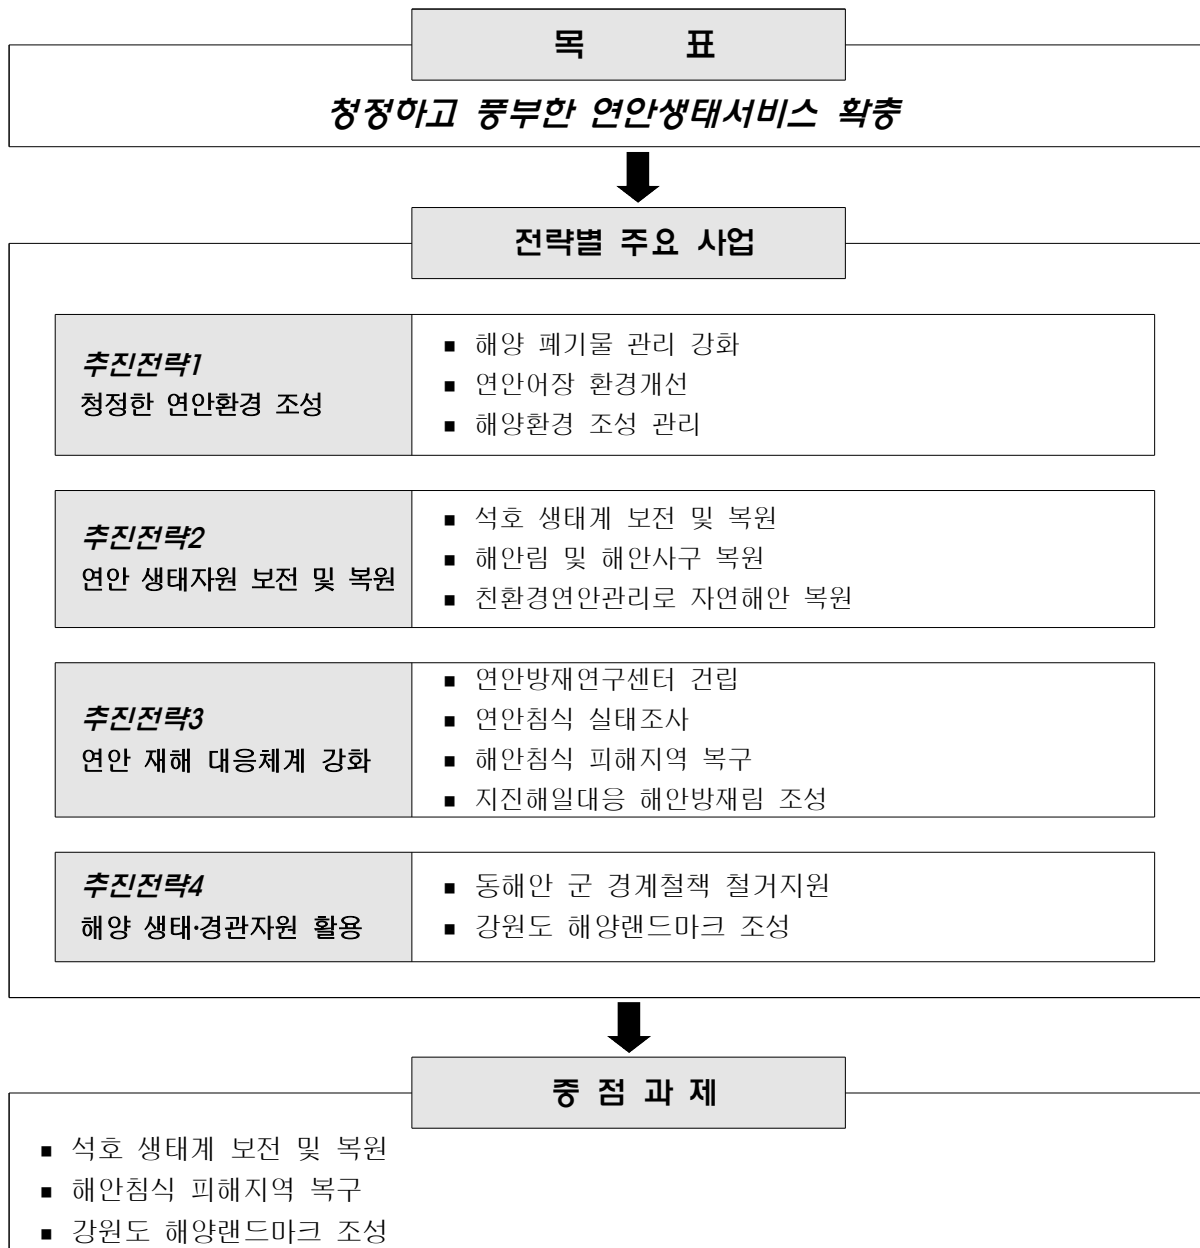 목 표
청정하고 풍부한 연안생태서비스 확충
전략별 주요 사업
추진전략1
청정한 연안환경 조성
▪ 해양 폐기물 관리 강화
▪ 연안어장 환경개선
▪ 해양환경 조성 관리
추진전략2
연안 생태자원 보전 및 복원
▪ 석호 생태계 보전 및 복원
▪ 해안림 및 해안사구 복원
▪ 친환경연안관리로 자연해안 복원
추진전략3
연안 재해 대응체계 강화
▪ 연안방재연구센터 건립
▪ 연안침식 실태조사
▪ 해안침식 피해지역 복구
▪ 지진해일대응 해안방재림 조성
추진전략4
해양 생태·경관자원 활용
▪ 동해안 군 경계철책 철거지원
▪ 강원도 해양랜드마크 조성
중 점 과 제
▪ 석호 생태계 보전 및 복원
▪ 해안침식 피해지역 복구
▪ 강원도 해양랜드마크 조성